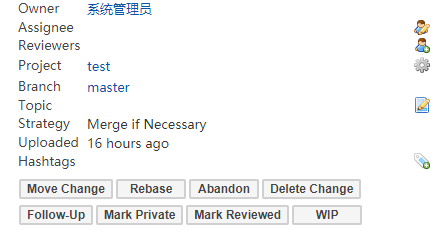 Owner 系统管理员
Assignee
Reviewers
Project test
Branch master
Topic
Strategy Merge if Necessary
Uploaded 16 hours ago
Hashtags
Move Change Rebase Abandon Delete Change
Follow-Up Mark Private Mark Reviewed WIP